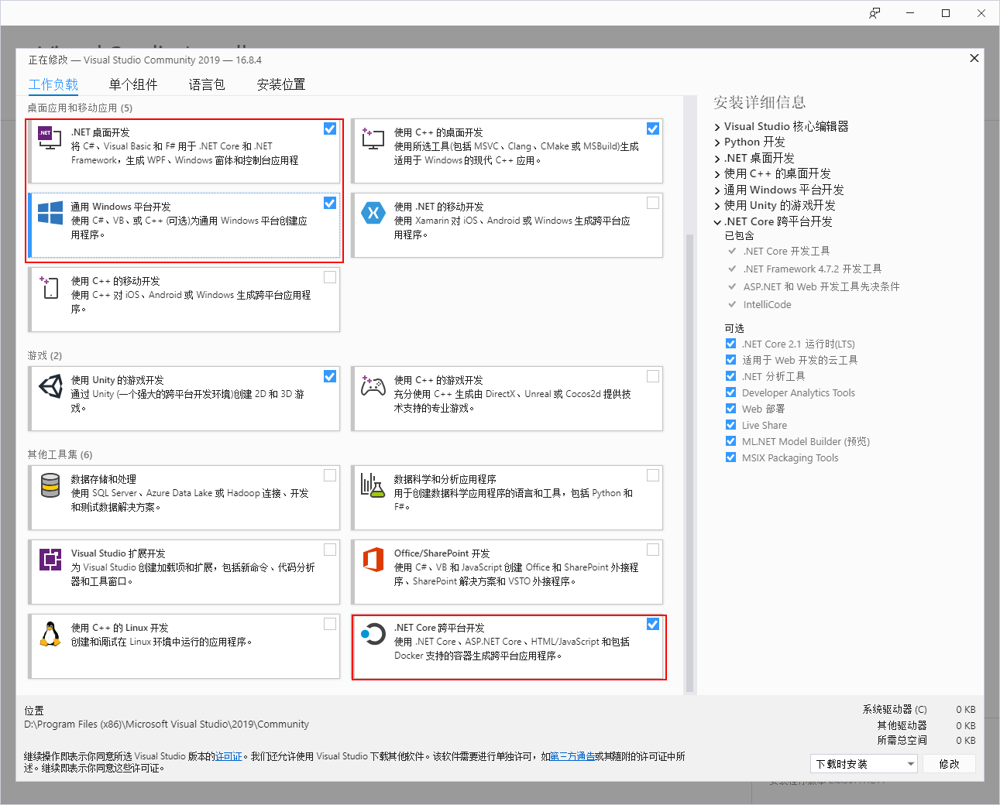 正在修改 — Visual Studio Community 2019 — 16.8.4
工作负载 单个组件 语言包 安装位置
桌面应用和移动应用 (5)
.NET
.NET 桌面开发
将 C#、Visual Basic 和 F# 用于 .NET Core 和 .NET
Framework，生成 WPF、Windows 窗体和控制台应用程
使用 C++ 的桌面开发
使用所选工具(包括 MSVC、Clang、CMake 或 MSBuild)生成
适用于 Windows 的现代 C++ 应用。
通用 Windows 平台开发
使用 C#、VB、或 C++ (可选)为通用 Windows 平台创建应
用程序。
使用 .NET 的移动开发
使用 Xamarin 对 iOS、Android 或 Windows 生成跨平台应
用程序。
使用 C++ 的移动开发
使用 C++ 对 iOS、Android 或 Windows 生成跨平台应用程
序。
游戏 (2)
使用 Unity 的游戏开发
通过 Unity (一个强大的跨平台开发环境)创建 2D 和 3D 游
戏。
使用 C++ 的游戏开发
充分使用 C++ 生成由 DirectX、Unreal 或 Cocos2d 提供技
术支持的专业游戏。
其他工具集 (6)
数据存储和处理
使用 SQL Server、Azure Data Lake 或 Hadoop 连接、开发
和测试数据解决方案。
数据科学和分析应用程序
用于创建数据科学应用程序的语言和工具，包括 Python 和
F#。
Visual Studio 扩展开发
为 Visual Studio 创建加载项和扩展，包括新命令、代码分析
器和工具窗口。
Office/SharePoint 开发
使用 C#、VB 和 JavaScript 创建 Office 和 SharePoint 外接程
序、SharePoint 解决方案和 VSTO 外接程序。
使用 C++ 的 Linux 开发
创建和调试在 Linux 环境中运行的应用程序。
.NET Core 跨平台开发
使用 .NET Core、ASP.NET Core、HTML/JavaScript 和包括
Docker 支持的容器生成跨平台应用程序。
安装详细信息
Visual Studio 核心编辑器
Python 开发
.NET 桌面开发
使用 C++ 的桌面开发
通用 Windows 平台开发
使用 Unity 的游戏开发
.NET Core 跨平台开发
已包含
.NET Core 开发工具
.NET Framework 4.7.2 开发工具
ASP.NET 和 Web 开发工具先决条件
IntelliCode
可选
.NET Core 2.1 运行时(LTS)
适用于 Web 开发的云工具
.NET 分析工具
Developer Analytics Tools
Web 部署
Live Share
ML.NET Model Builder (预览)
MSIX Packaging Tools
位置
D:\Program Files (x86)\Microsoft Visual Studio\2019\Community
系统驱动器 (C) 0 KB
其他驱动器 0 KB
所需总空间 0 KB
继续操作即表示你同意所选 Visual Studio 版本的许可证。我们还允许使用 Visual Studio 下载其他软件。该软件需要进行单独许可，如第三方通告或其随附的许可证中所
述。继续即表示你同意这些许可证。
下载时安装 修改